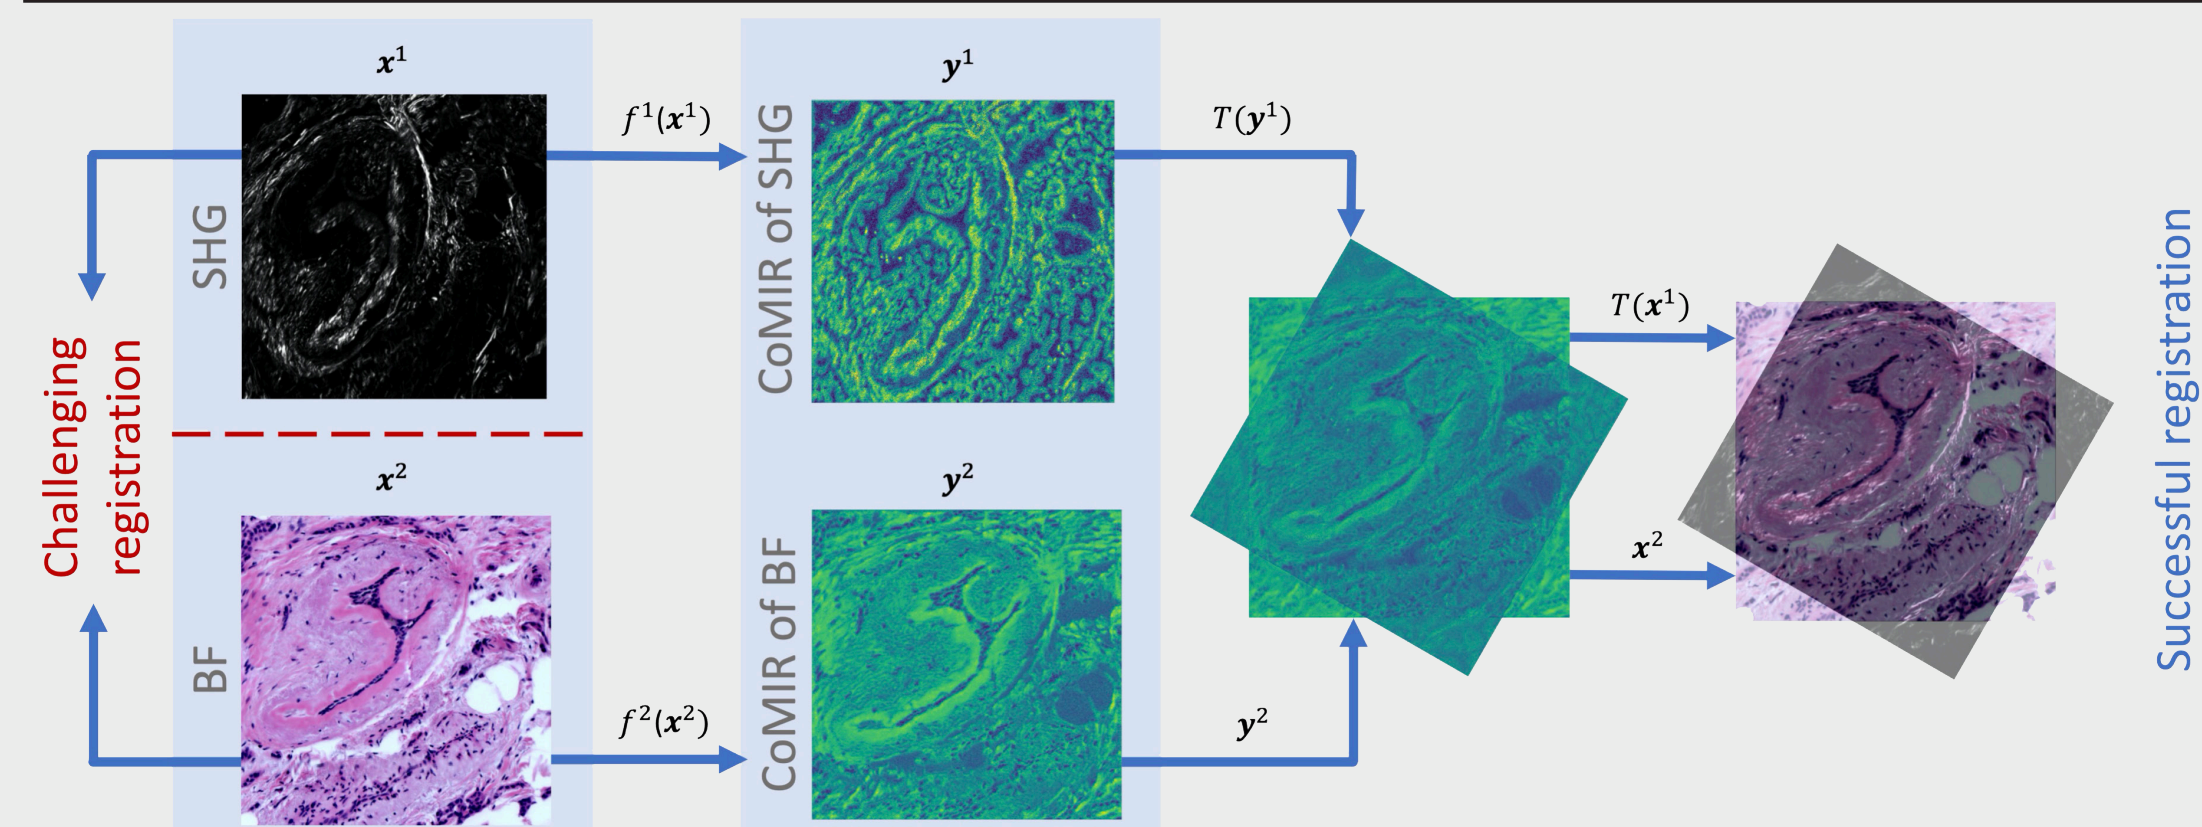 x¹
SHG
f¹(x¹)
y¹
CoMIR of SHG
T(y¹)
Challenging
registration
x²
BF
f²(x²)
y²
CoMIR of BF
y²
T(x¹)
x²
Successful registration